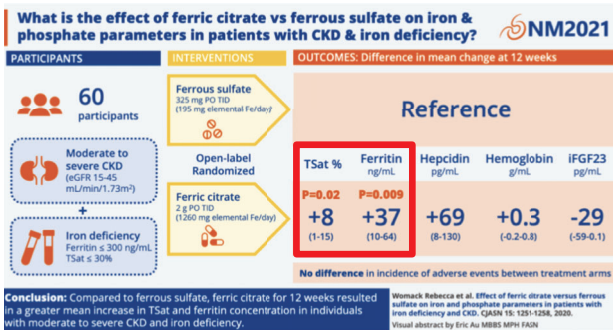 What is the effect of ferric citrate vs ferrous sulfate on iron &
phosphate parameters in patients with CKD & iron deficiency?
NM2021
PARTICIPANTS
60
participants
Moderate to
severe CKD
(eGFR 15-45
mL/min/1.73m²)
+
Iron deficiency
Ferritin ≤ 300 ng/mL
TSat ≤ 30%
INTERVENTIONS
Ferrous sulfate
325 mg PO TID
(195 mg elemental Fe/day)
Open-label
Randomized
Ferric citrate
2 g PO TID
(1260 mg elemental Fe/day)
OUTCOMES: Difference in mean change at 12 weeks
Reference
TSat %
P=0.02
+8
(1-15)
Ferritin
ng/mL
P=0.009
+37
(10-64)
Hepcidin
pg/mL
+69
(8-130)
Hemoglobin
g/mL
+0.3
(-0.2-0.8)
iFGF23
pg/mL
-29
(-59-0.1)
No difference in incidence of adverse events between treatment arms
Conclusion: Compared to ferrous sulfate, ferric citrate for 12 weeks resulted
in a greater mean increase in TSat and ferritin concentration in individuals
with moderate to severe CKD and iron deficiency.
Womack Rebecca et al. Effect of ferric citrate versus ferrous
sulfate on iron and phosphate parameters in patients with
iron deficiency and CKD. CJASN 15: 1251-1258, 2020.
Visual abstract by Eric Au MBBS MPH FAIN